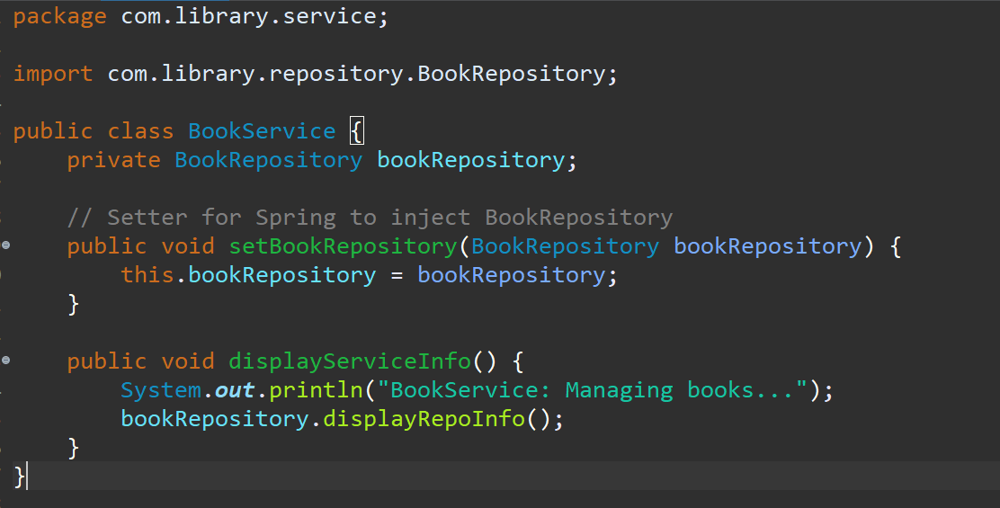 package com.library.service;
import com.library.repository.BookRepository;
public class BookService {
    private BookRepository bookRepository;
    // Setter for Spring to inject BookRepository
    public void setBookRepository(BookRepository bookRepository) {
        this.bookRepository = bookRepository;
    }
    public void displayServiceInfo() {
        System.out.println("BookService: Managing books...");
        bookRepository.displayRepoInfo();
    }
}